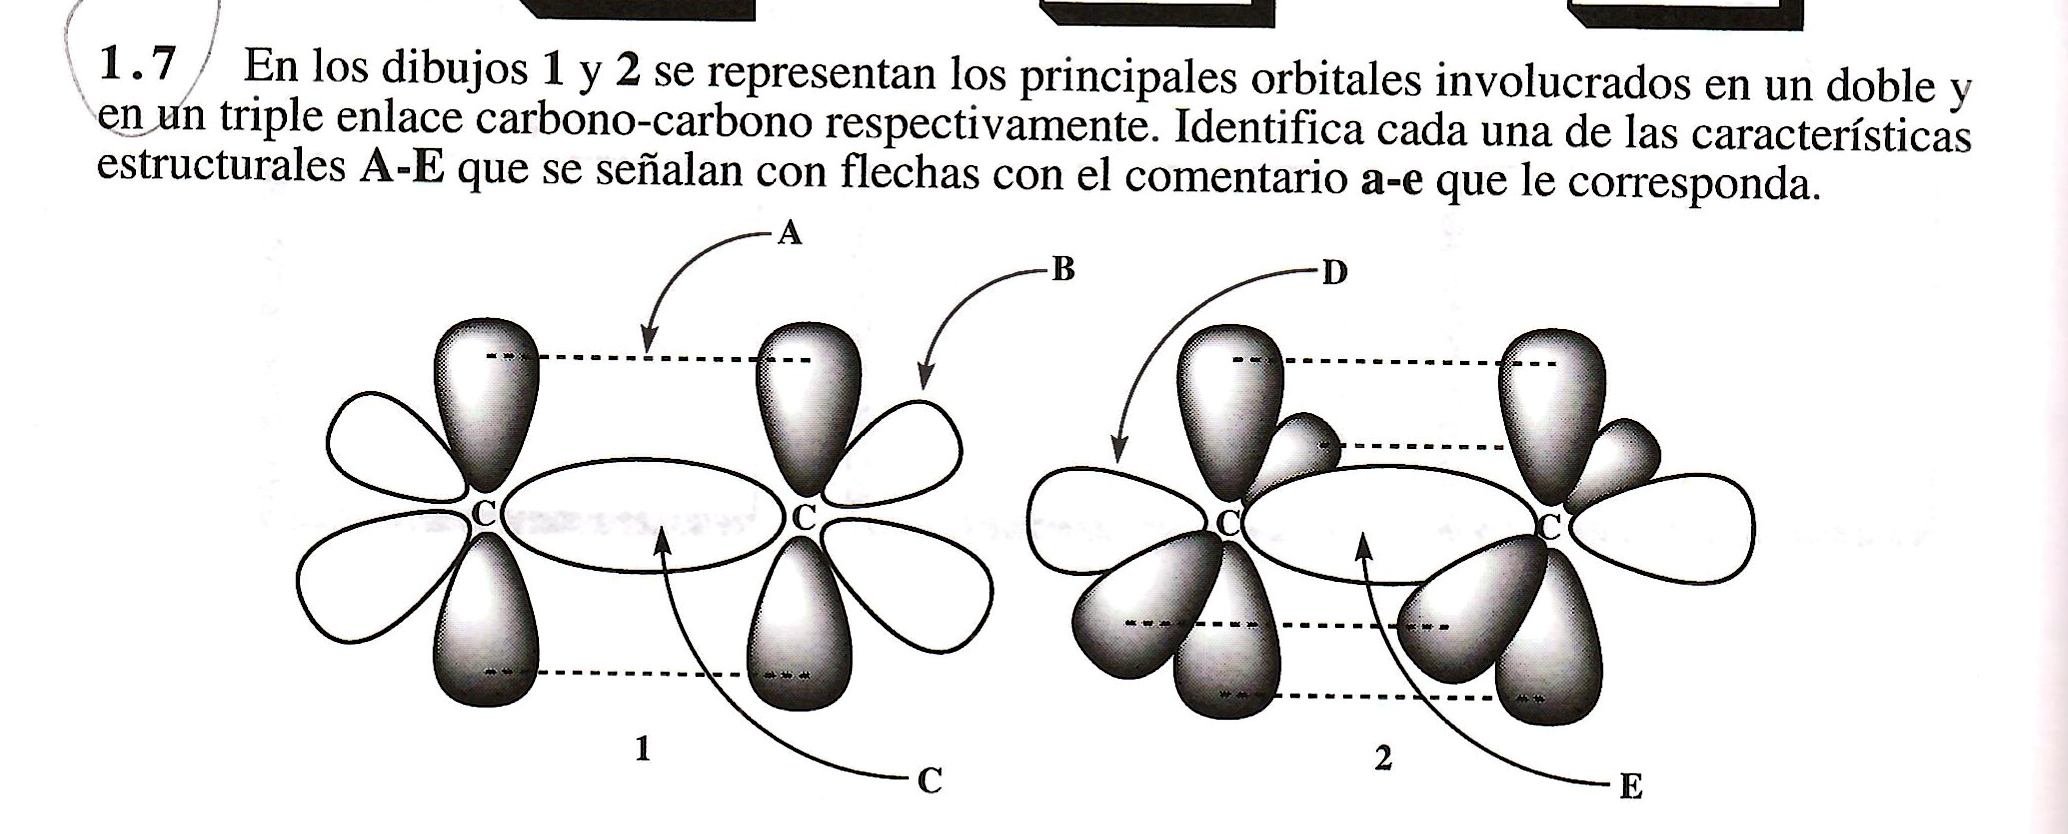 1.7 En los dibujos 1 y 2 se representan los principales orbitales involucrados en un doble y
en un triple enlace carbono-carbono respectivamente. Identifica cada una de las características
estructurales A-E que se señalan con flechas con el comentario a-e que le corresponda.
A
B
D
C C
C C
1
2
C
E